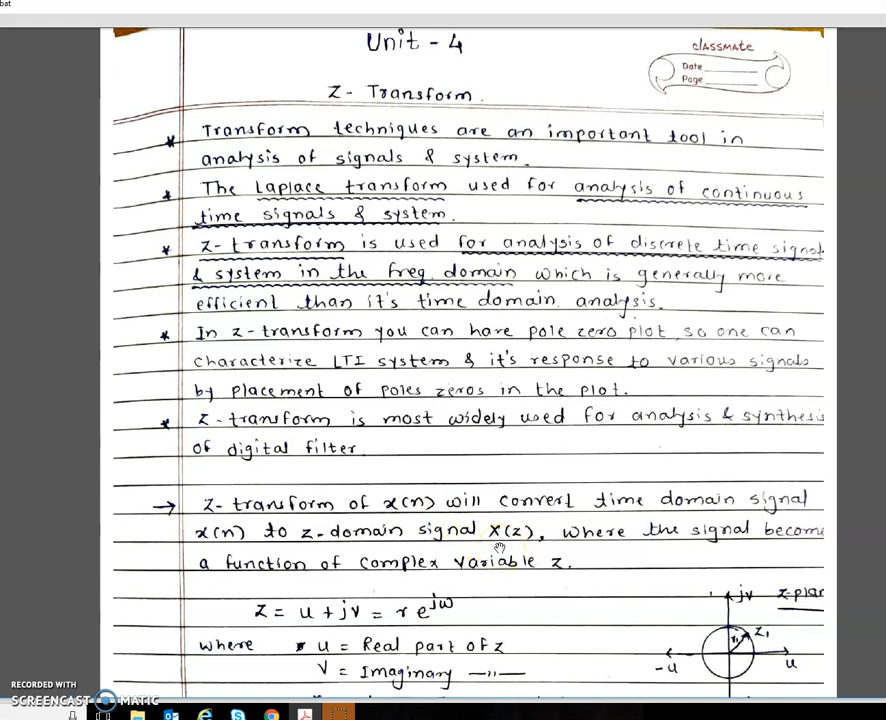 bat
Unit - 4
classmate
Date
Page
Z - Transform.
* Transform techniques are an important tool in
analysis of signals & system.
* The Laplace transform used for analysis of continuous
time signals & system.
* Z-transform is used for analysis of discrete time signal
& system in the freq. domain which is generally more
efficient than it's time domain analysis.
* In z-transform you can have pole zero plot, so one can
characterize LTI system & it's response to various signals
by placement of poles zeros in the plot.
* Z-transform is most widely used for analysis & synthesis
of digital filter
→ Z-transform of x(n) will convert time domain signal
x(n) to z-domain signal X(z), where the signal become
a function of complex variable z.
Z = u + jv = r e^jω
jv z-plan
where u = Real part of z
r1 z1
-u u
V = Imaginary —〃—
RECORDED WITH
SCREENCAST MATIC